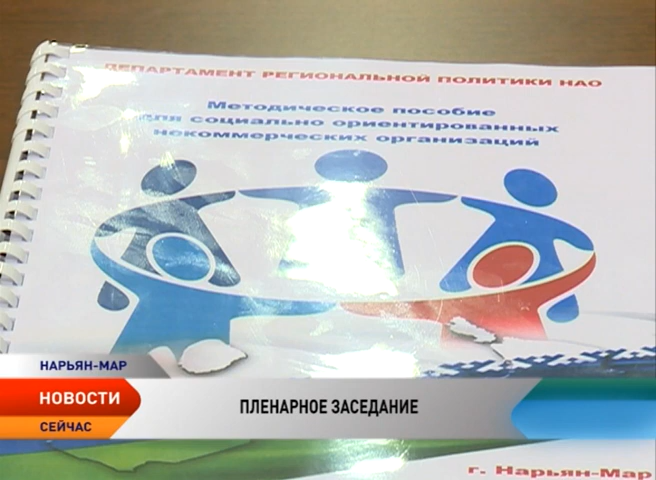 ДЕПАРТАМЕНТ РЕГИОНАЛЬНОЙ ПОЛИТИКИ НАО
Методическое пособие
для социально ориентированных
некоммерческих организаций
НАРЬЯН-МАР
НОВОСТИ
СЕЙЧАС
ПЛЕНАРНОЕ ЗАСЕДАНИЕ
г. Нарьян-Мар